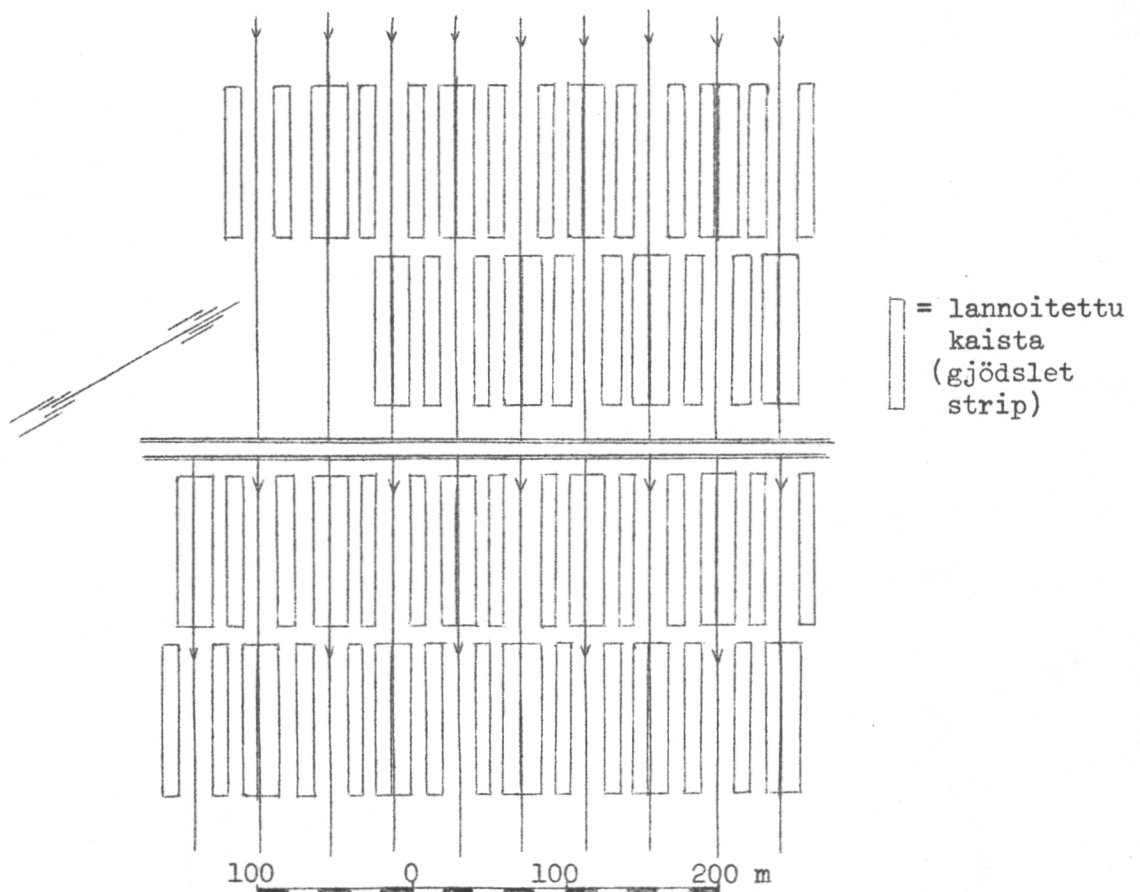 = lannoitettu
kaista
(gjödslet
strip)
100 0 100 200 m